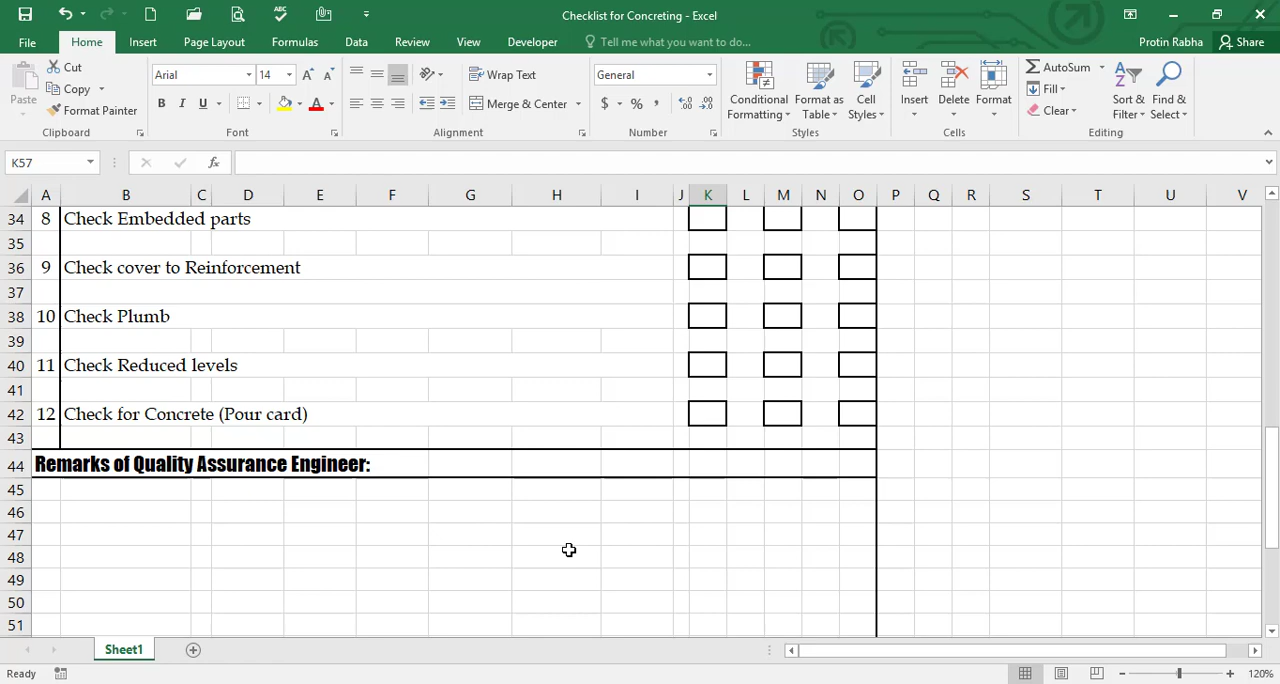 Checklist for Concreting - Excel
File Home Insert Page Layout Formulas Data Review View Developer Tell me what you want to do... Protin Rabha Share
Paste Cut Copy Format Painter Clipboard
Arial 14 B I U A Font
Wrap Text Merge & Center Alignment
General $ % , Number
Conditional Formatting Format as Table Cell Styles Styles
Insert Delete Format Cells
AutoSum Fill Clear Sort & Filter Find & Select Editing
K57 fx
A B C D E F G H I J K L M N O P Q R S T U V
34 8 Check Embedded parts
35
36 9 Check cover to Reinforcement
37
38 10 Check Plumb
39
40 11 Check Reduced levels
41
42 12 Check for Concrete (Pour card)
43
44 Remarks of Quality Assurance Engineer:
45
46
47
48
49
50
51
Sheet1
Ready 120%